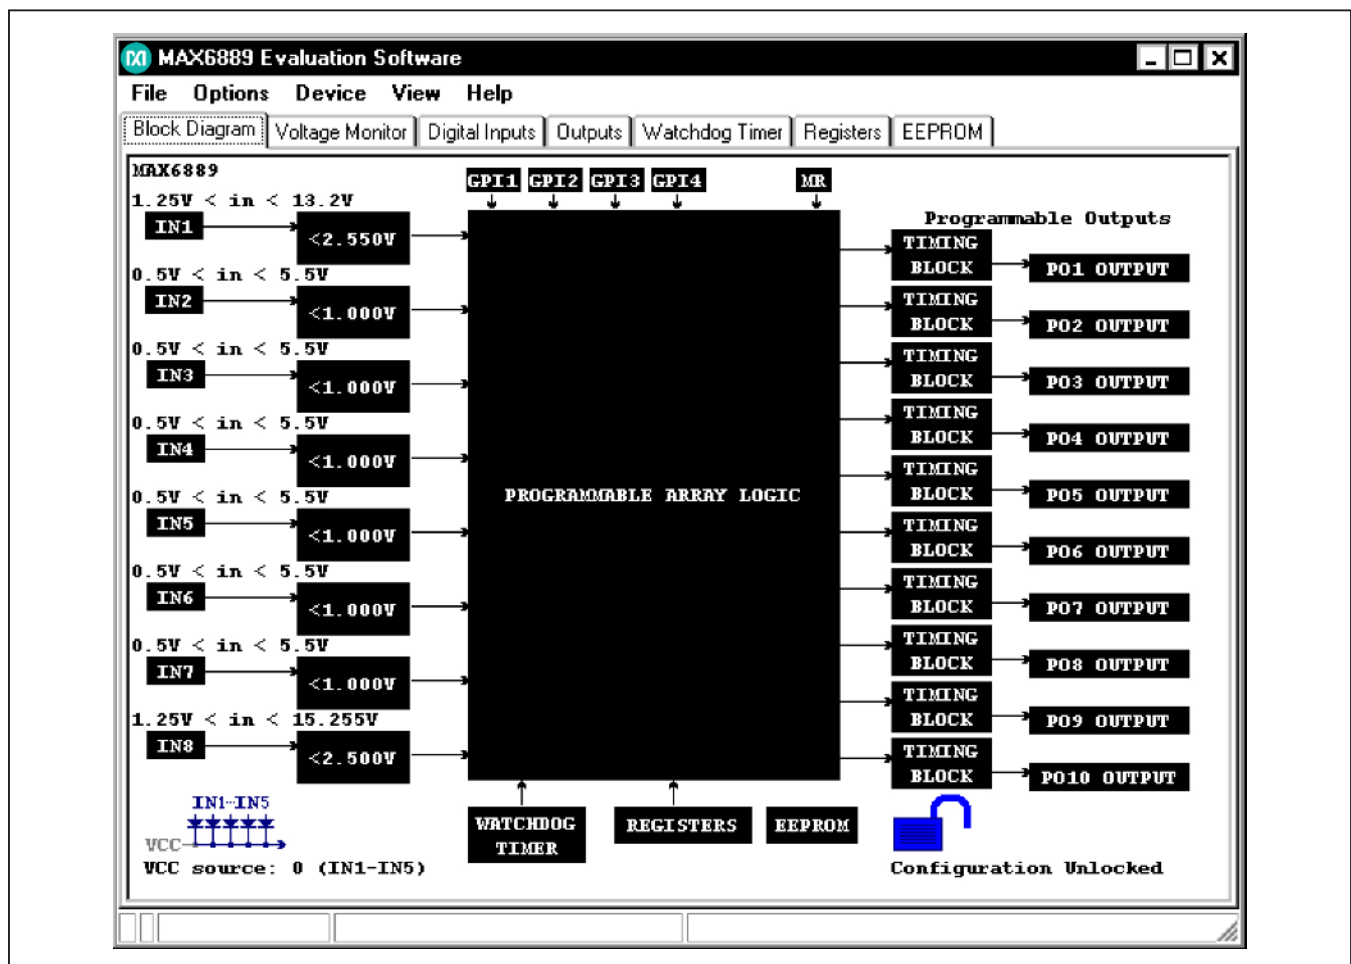 MAX6889 Evaluation Software
File Options Device View Help
Block Diagram Voltage Monitor Digital Inputs Outputs Watchdog Timer Registers EEPROM
MAX6889
GPI1 GPI2 GPI3 GPI4 MR
1.25V < in < 13.2V
IN1
<2.550V
0.5V < in < 5.5V
IN2
<1.000V
0.5V < in < 5.5V
IN3
<1.000V
0.5V < in < 5.5V
IN4
<1.000V
0.5V < in < 5.5V
IN5
<1.000V
0.5V < in < 5.5V
IN6
<1.000V
0.5V < in < 5.5V
IN7
<1.000V
1.25V < in < 15.255V
IN8
<2.500V
PROGRAMMABLE ARRAY LOGIC
Programmable Outputs
TIMING
BLOCK
PO1 OUTPUT
TIMING
BLOCK
PO2 OUTPUT
TIMING
BLOCK
PO3 OUTPUT
TIMING
BLOCK
PO4 OUTPUT
TIMING
BLOCK
PO5 OUTPUT
TIMING
BLOCK
PO6 OUTPUT
TIMING
BLOCK
PO7 OUTPUT
TIMING
BLOCK
PO8 OUTPUT
TIMING
BLOCK
PO9 OUTPUT
TIMING
BLOCK
PO10 OUTPUT
IN1-IN5
VCC
VCC source: 0 (IN1-IN5)
WATCHDOG
TIMER
REGISTERS
EEPROM
Configuration Unlocked